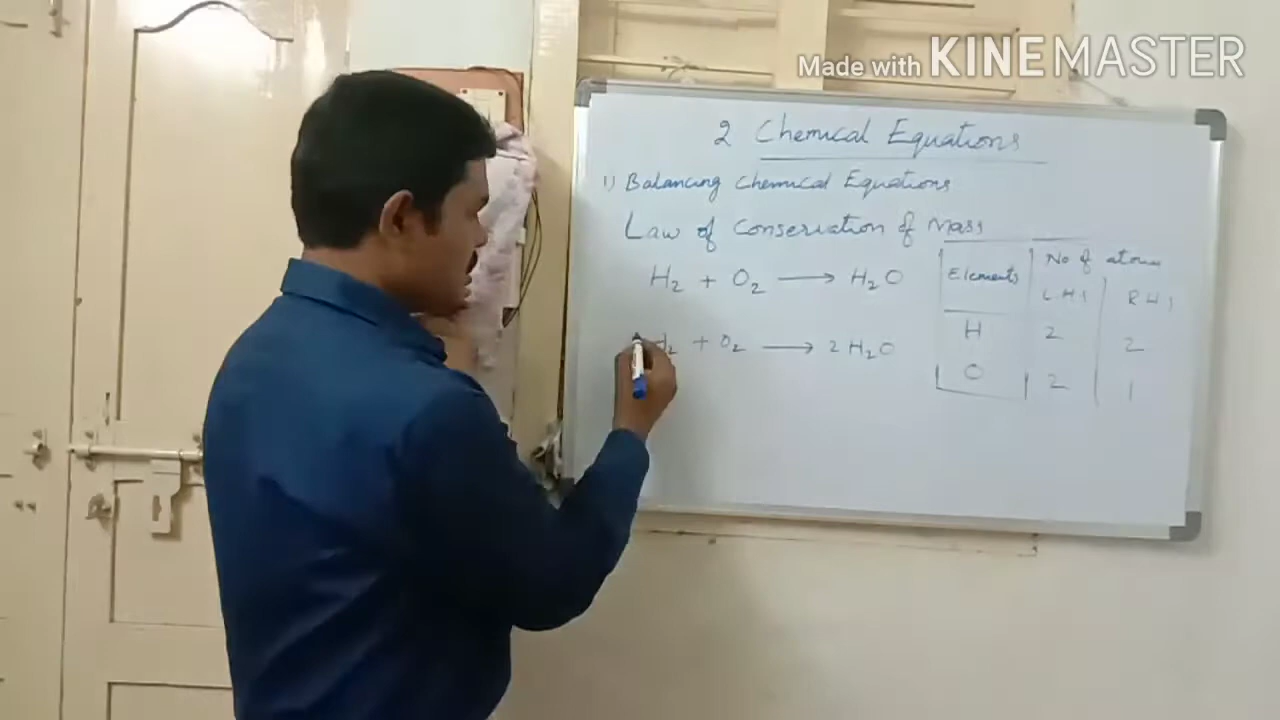 Made with KINEMASTER
2 Chemical Equations
1) Balancing Chemical Equations
Law of Conservation of Mass
H2 + O2 → H2O
H2 + O2 → 2 H2O
Elements No of atoms
LHS RHS
H 2 2
O 2 1